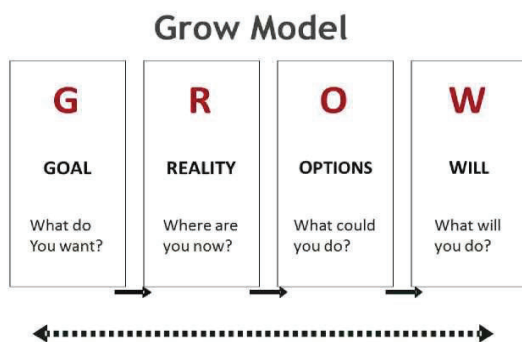 Grow Model
G
GOAL
What do
You want?
R
REALITY
Where are
you now?
O
OPTIONS
What could
you do?
W
WILL
What will
you do?